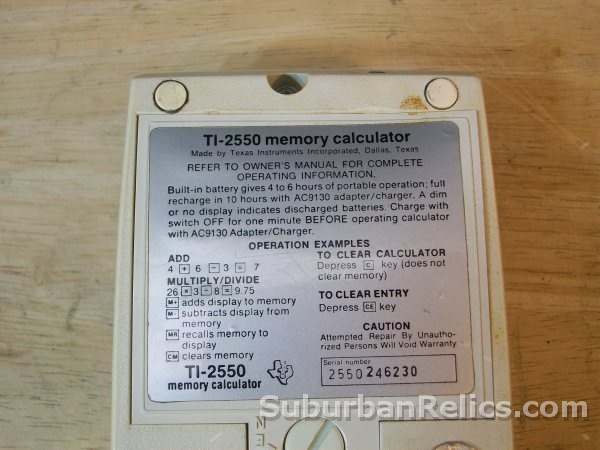 TI-2550 memory calculator
Made by Texas Instruments Incorporated, Dallas, Texas
REFER TO OWNER'S MANUAL FOR COMPLETE
OPERATING INFORMATION.
Built-in battery gives 4 to 6 hours of portable operation; full
recharge in 10 hours with AC9130 adapter/charger. A dim
or no display indicates discharged batteries. Charge with
switch OFF for one minute BEFORE operating calculator
with AC9130 Adapter/Charger.
OPERATION EXAMPLES
ADD
4 + 6 − 3 = 7
MULTIPLY/DIVIDE
26 × 3 ÷ 8 = 9.75
M+ adds display to memory
M- subtracts display from
memory
MR recalls memory to
display
CM clears memory
TI-2550
memory calculator
TO CLEAR CALCULATOR
Depress C key (does not
clear memory)
TO CLEAR ENTRY
Depress CE key
CAUTION
Attempted Repair By Unautho-
rized Persons Will Void Warranty
Serial number
2550 246230
SuburbanRelics.com